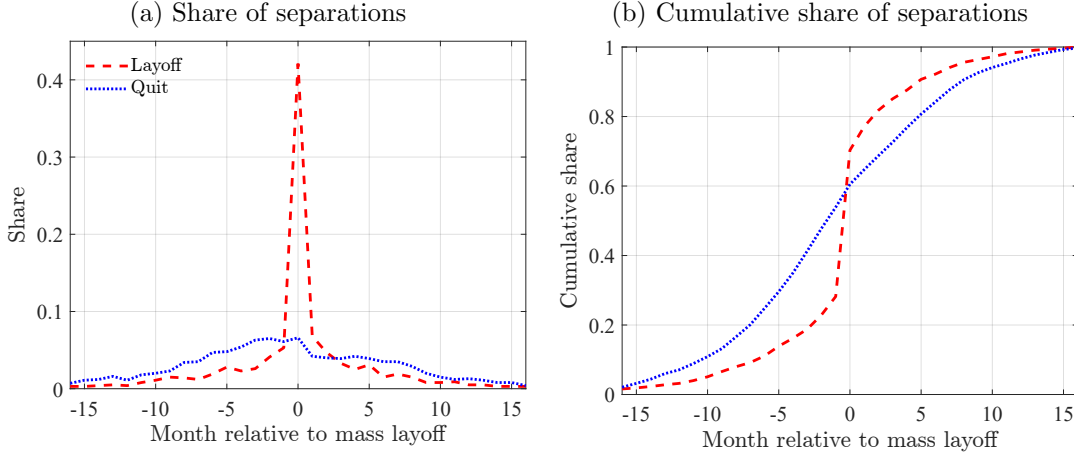 (a) Share of separations
Share
0.4
0.3
0.2
0.1
0
Layoff
Quit
-15 -10 -5 0 5 10 15
Month relative to mass layoff
(b) Cumulative share of separations
Cumulative share
1
0.8
0.6
0.4
0.2
0
-15 -10 -5 0 5 10 15
Month relative to mass layoff